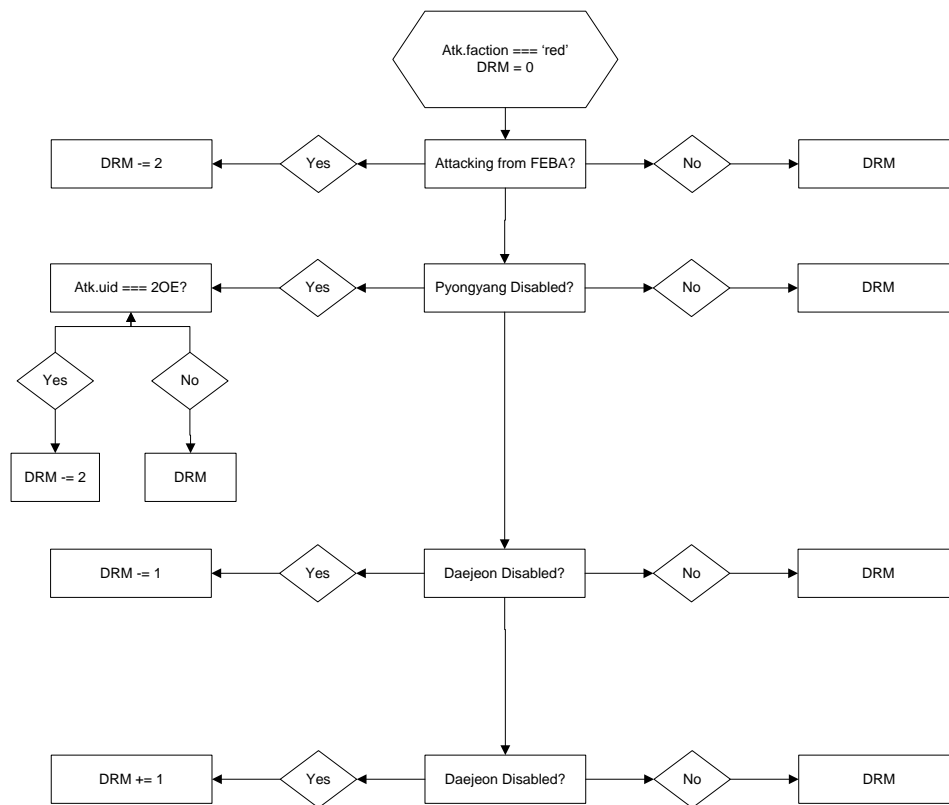 Atk.faction === ‘red’
DRM = 0
DRM -= 2
Yes
Attacking from FEBA?
No
DRM
Atk.uid === 2OE?
Yes
Pyongyang Disabled?
No
DRM
Yes
No
DRM -= 2
DRM
DRM -= 1
Yes
Daejeon Disabled?
No
DRM
DRM += 1
Yes
Daejeon Disabled?
No
DRM